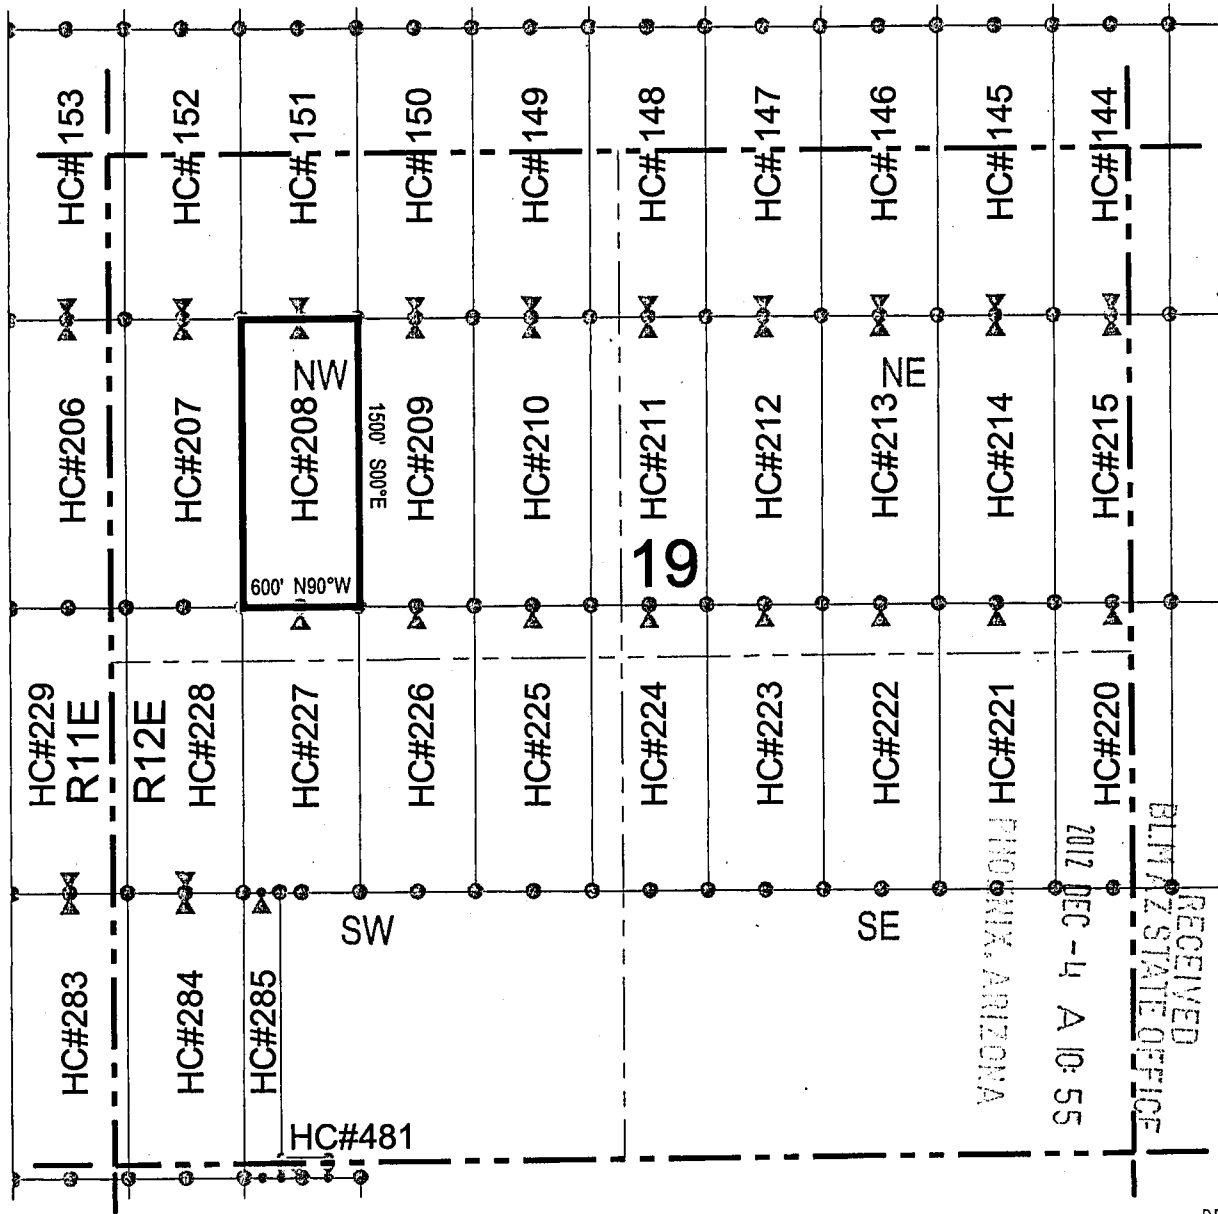 HC# 153
HC# 152
HC# 151
HC# 150
HC# 149
HC# 148
HC# 147
HC# 146
HC# 145
HC# 144
NW
NE
HC#206
HC#207
HC#208
1500' S00°E
HC#209
HC#210
HC#211
HC#212
HC#213
HC#214
HC#215
19
600' N90°W
HC#229
R11E
R12E
HC#228
HC#227
HC#226
HC#225
HC#224
HC#223
HC#222
HC#221
HC#220
SW
SE
HC#283
HC#284
HC#285
HC#481
RECEIVED
BLM AZ STATE OFFICE
2012 DEC -4 A 10:55
PHOENIX, ARIZONA